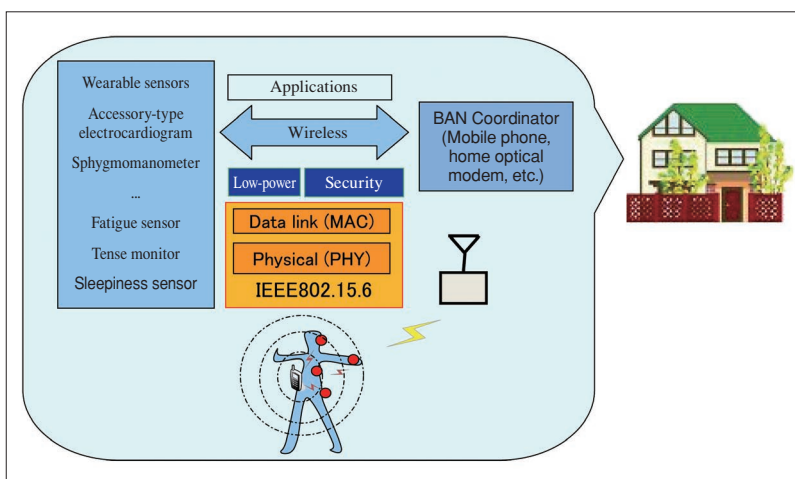 Wearable sensors
Accessory-type
electrocardiogram
Sphygmomanometer
...
Fatigue sensor
Tense monitor
Sleepiness sensor
Applications
Wireless
Low-power
Security
Data link (MAC)
Physical (PHY)
IEEE802.15.6
BAN Coordinator
(Mobile phone,
home optical
modem, etc.)